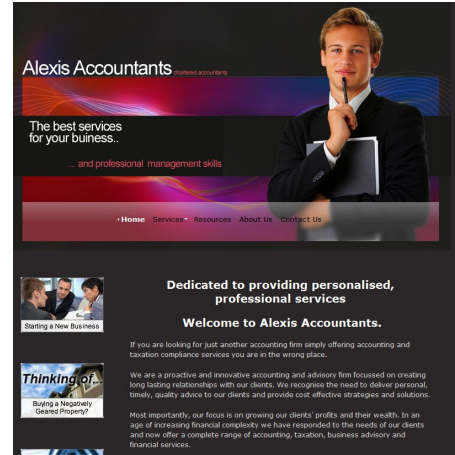 Alexis Accountants chartered accountants
The best services
for your buiness..
... and professional management skills
Home Services Resources About Us Contact Us
Dedicated to providing personalised,
professional services
Welcome to Alexis Accountants.
Starting a New Business
If you are looking for just another accounting firm simply offering accounting and
taxation compliance services you are in the wrong place.
Thinking of...
Buying a Negatively
Geared Property?
We are a proactive and innovative accounting and advisory firm focussed on creating
long lasting relationships with our clients. We recognise the need to deliver personal,
timely, quality advice to our clients and provide cost effective strategies and solutions.
Most importantly, our focus is on growing our clients' profits and their wealth. In an
age of increasing financial complexity we have responded to the needs of our clients
and now offer a complete range of accounting, taxation, business advisory and
financial services.